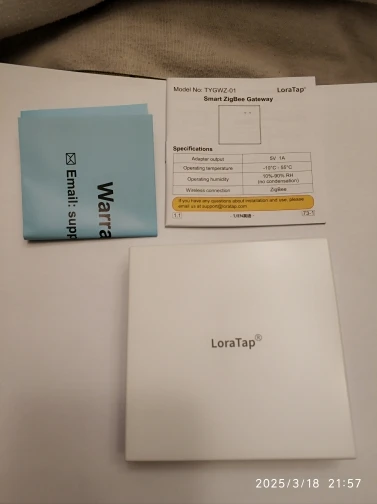 Model No: TYGWZ-01 LoraTap®
Smart ZigBee Gateway
Specifications
Adapter output 5V 1A
Operating temperature -10°C - 55°C
Operating humidity 10%-90% RH
(no condensation)
Wireless connection ZigBee
If you have any questions about installation and use, please
email us at support@loratap.com
Warra
✉ Email: supp
LoraTap®
2025/3/18 21:57